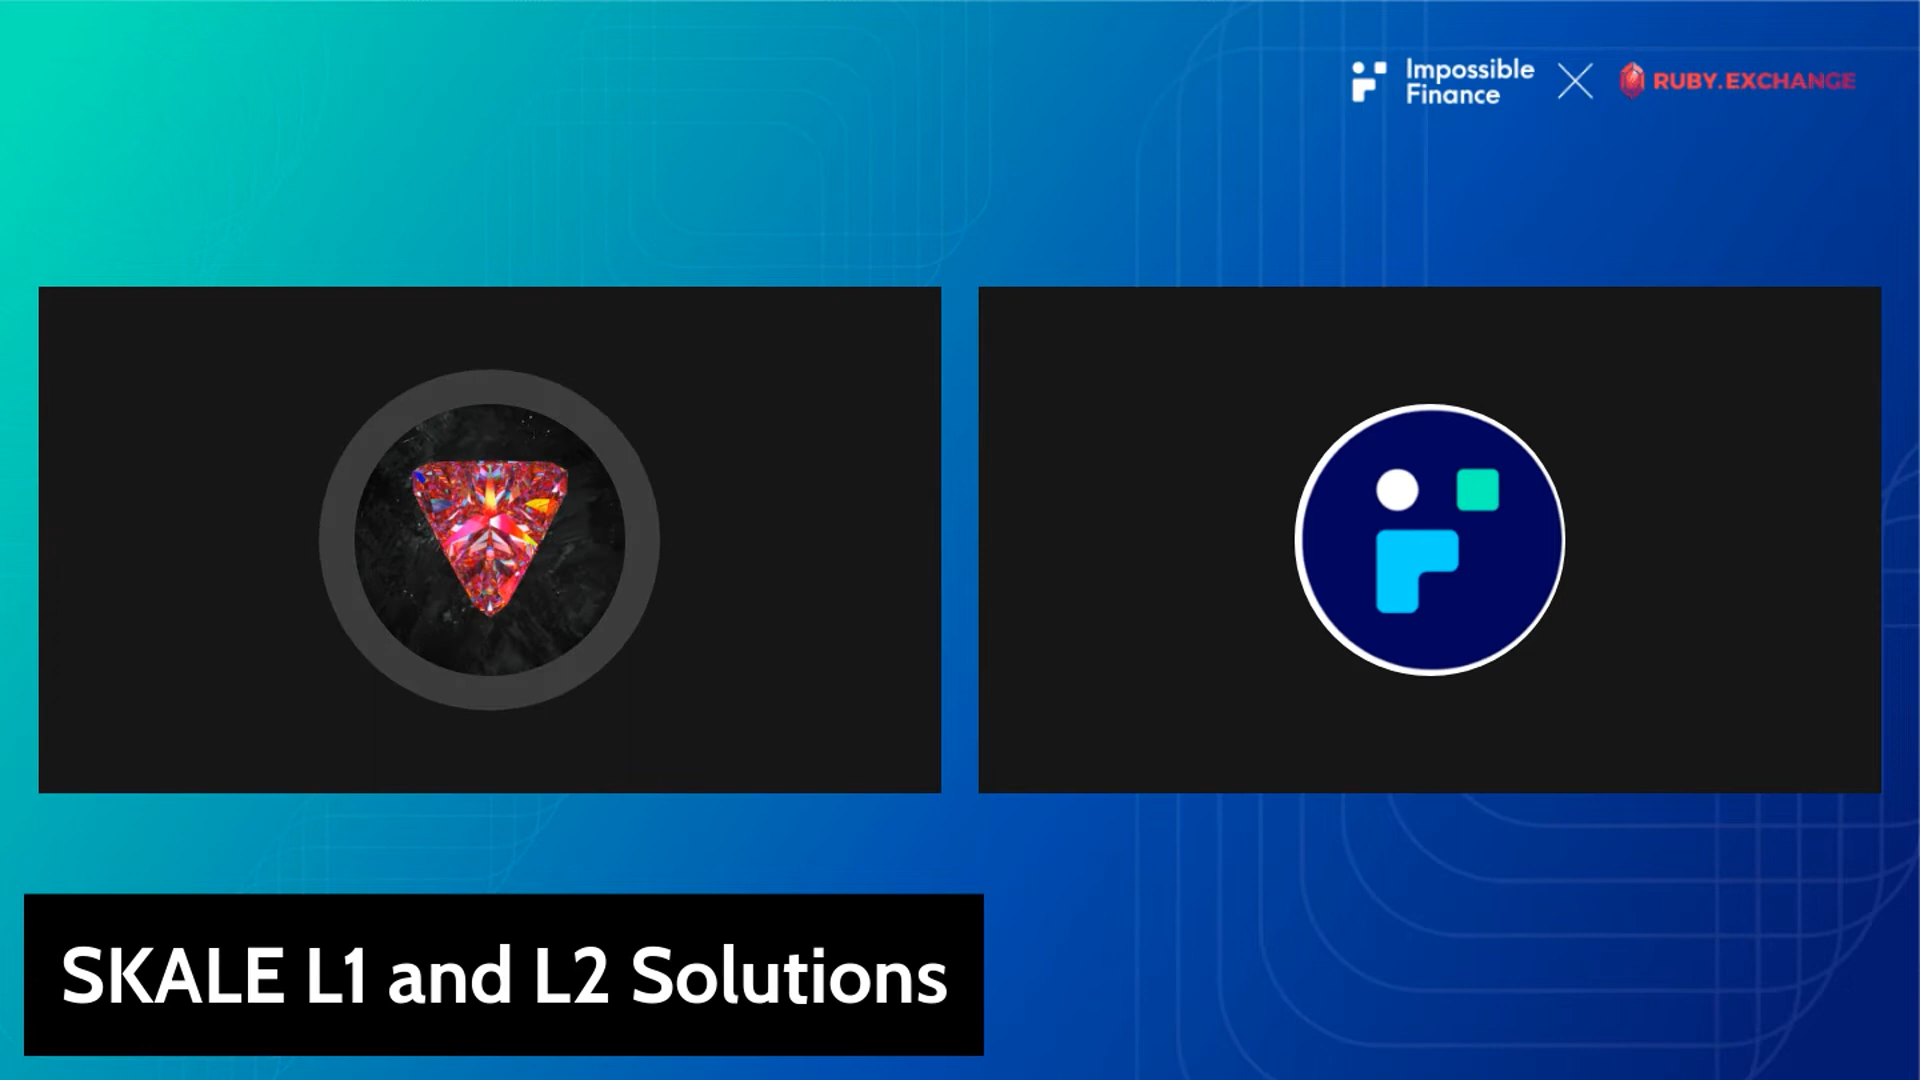 Impossible
Finance
RUBY.EXCHANGE
SKALE L1 and L2 Solutions